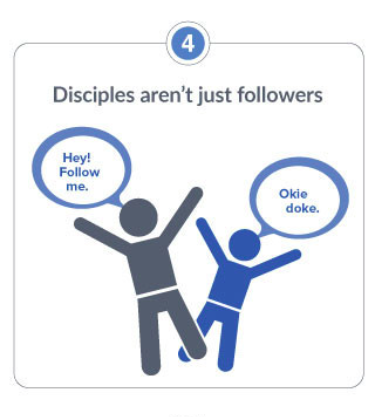 4
Disciples aren't just followers
Hey!
Follow
me.
Okie
doke.